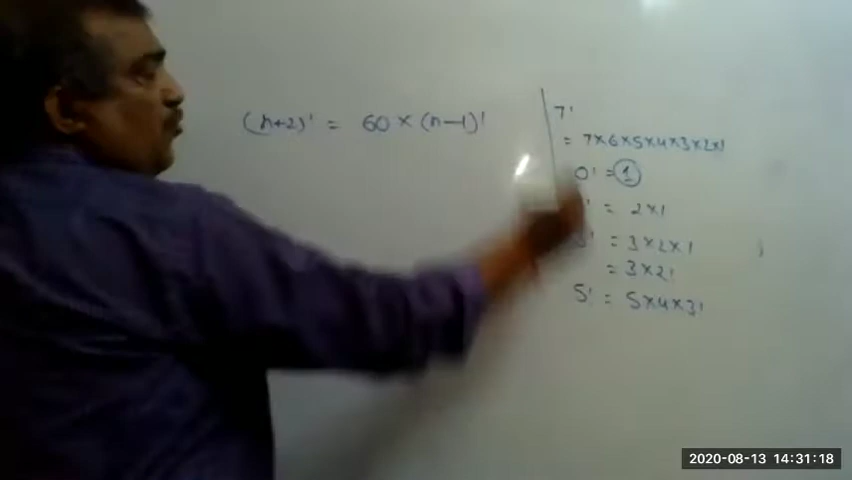 (n+2)! = 60 × (n-1)!
7!
= 7×6×5×4×3×2×1
0! = 1
! = 2×1
3! = 3×2×1
= 3×2!
5! = 5×4×3!
2020-08-13 14:31:18